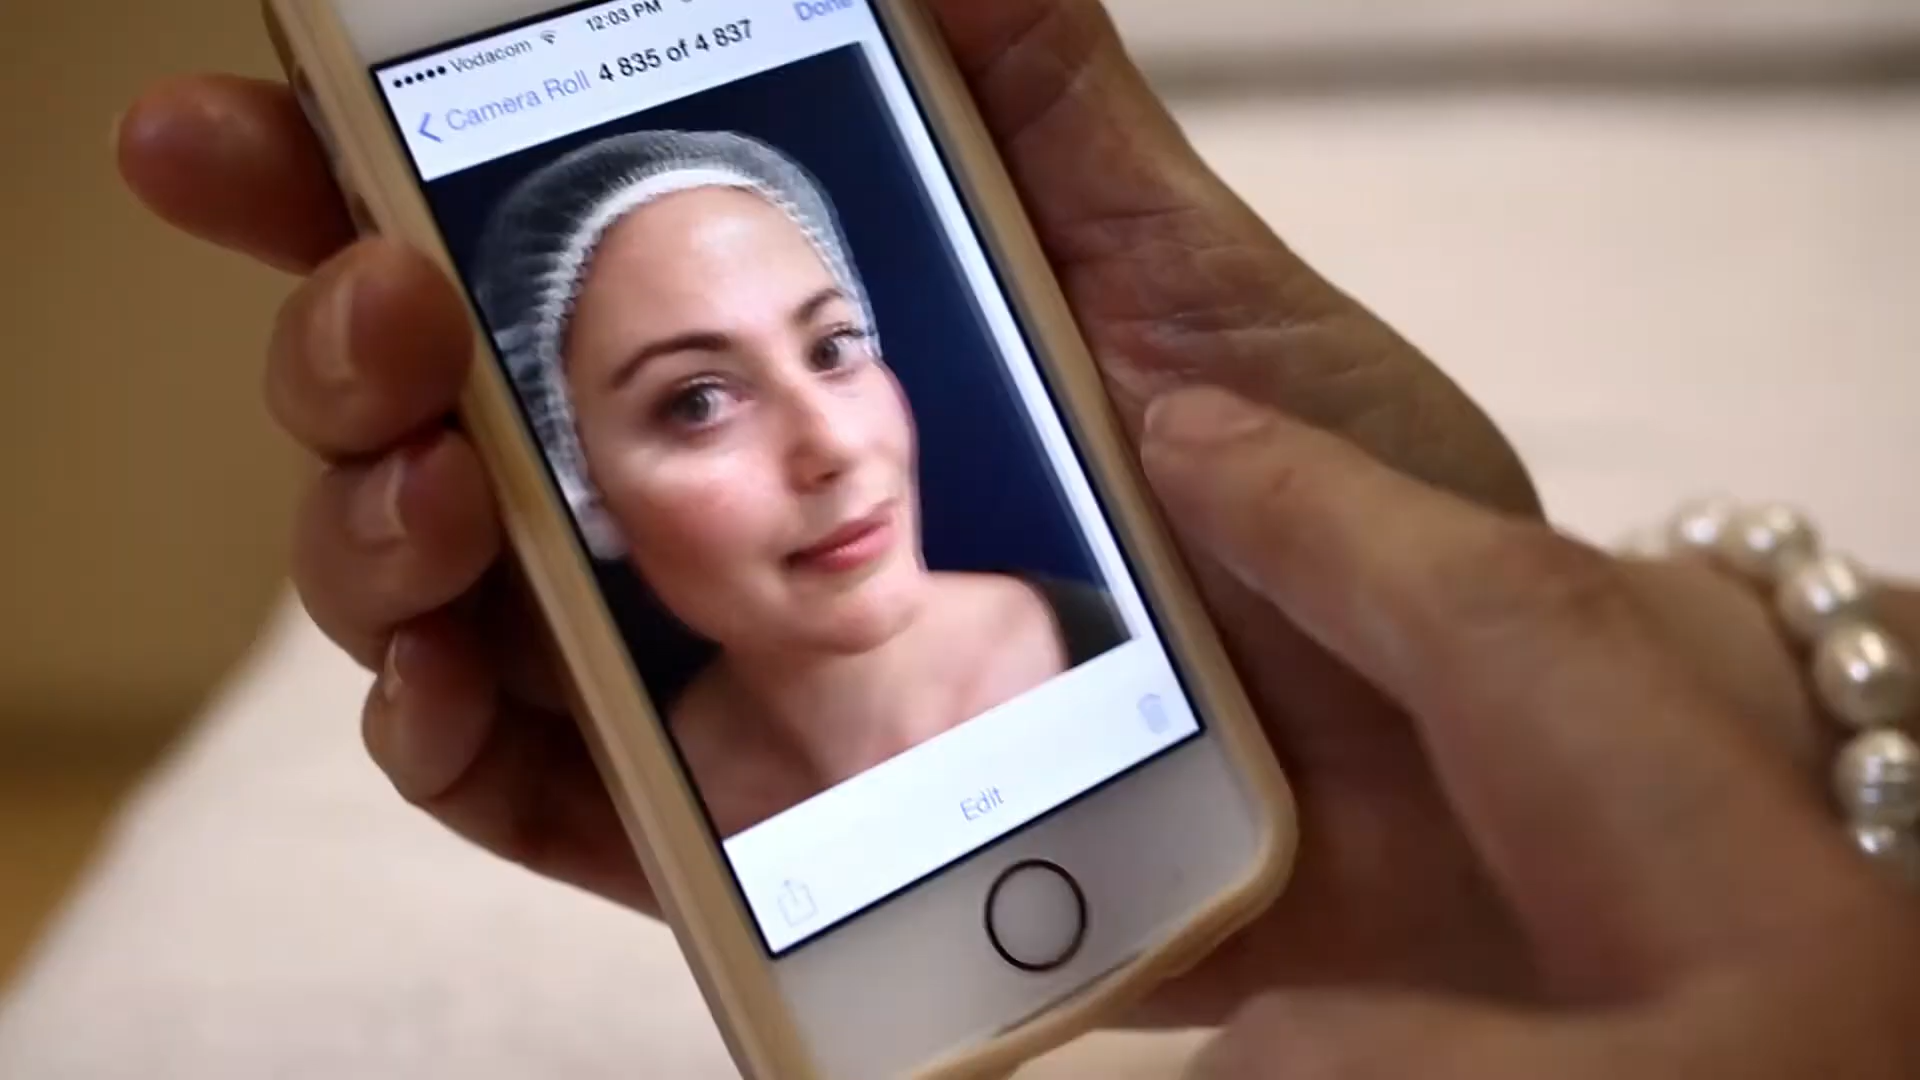 ●●●●● Vodacom 12:03 PM
Camera Roll 4 835 of 4 837 Done
Edit